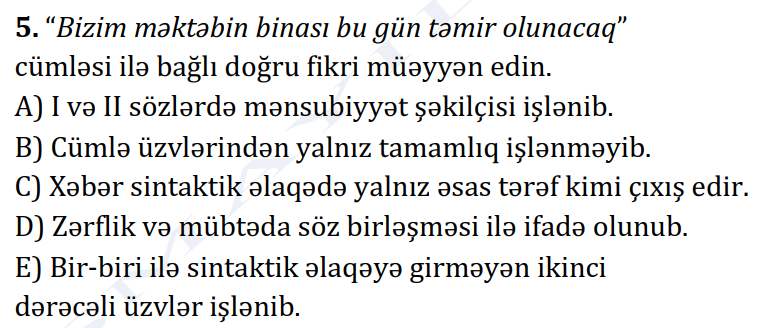 5. “Bizim məktəbin binası bu gün təmir olunacaq”
cümləsi ilə bağlı doğru fikri müəyyən edin.
A) I və II sözlərdə mənsubiyyət şəkilçisi işlənib.
B) Cümlə üzvlərindən yalnız tamamlıq işlənməyib.
C) Xəbər sintaktik əlaqədə yalnız əsas tərəf kimi çıxış edir.
D) Zərflik və mübtəda söz birləşməsi ilə ifadə olunub.
E) Bir-biri ilə sintaktik əlaqəyə girməyən ikinci
dərəcəli üzvlər işlənib.